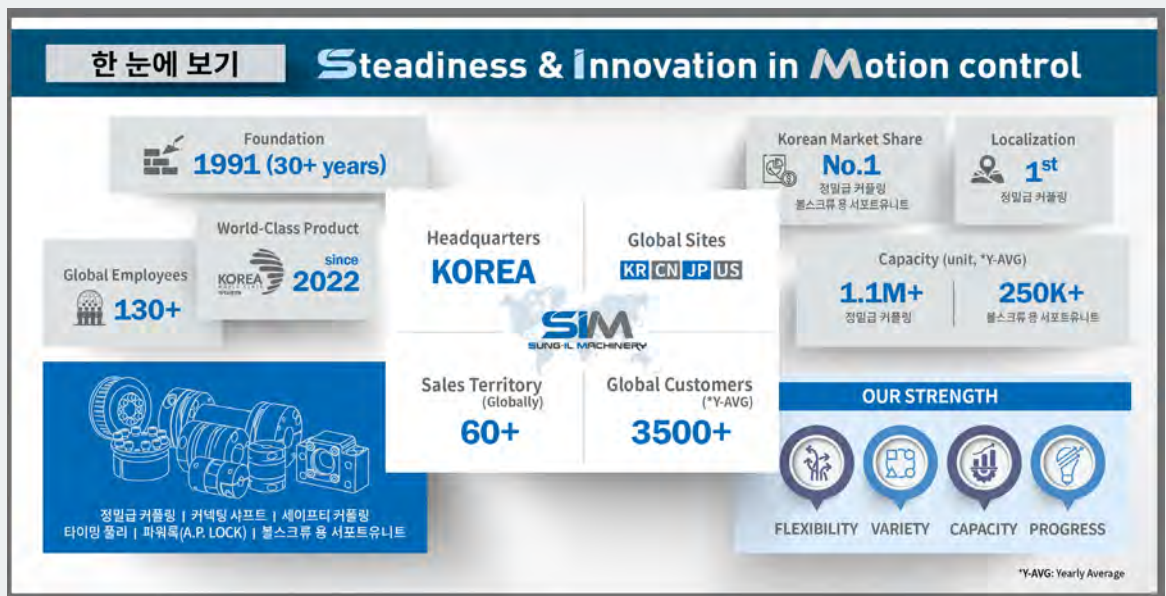 한 눈에 보기
Steadiness & Innovation in Motion control
Foundation
1991 (30+ years)
World-Class Product
KOREA
since
2022
Global Employees
130+
Headquarters
KOREA
Global Sites
KR CN JP US
SIM
SUNG-IL MACHINERY
Sales Territory
(Globally)
60+
Global Customers
(*Y-AVG)
3500+
Korean Market Share
No.1
정밀급 커플링
볼스크류 용 서포트유니트
Localization
1st
정밀급 커플링
Capacity (unit, *Y-AVG)
1.1M+
정밀급 커플링
250K+
볼스크류 용 서포트유니트
정밀급 커플링 | 커넥팅 샤프트 | 세이프티 커플링
타이밍 풀리 | 파워록(A.P. LOCK) | 볼스크류 용 서포트유니트
OUR STRENGTH
FLEXIBILITY VARIETY CAPACITY PROGRESS
*Y-AVG: Yearly Average